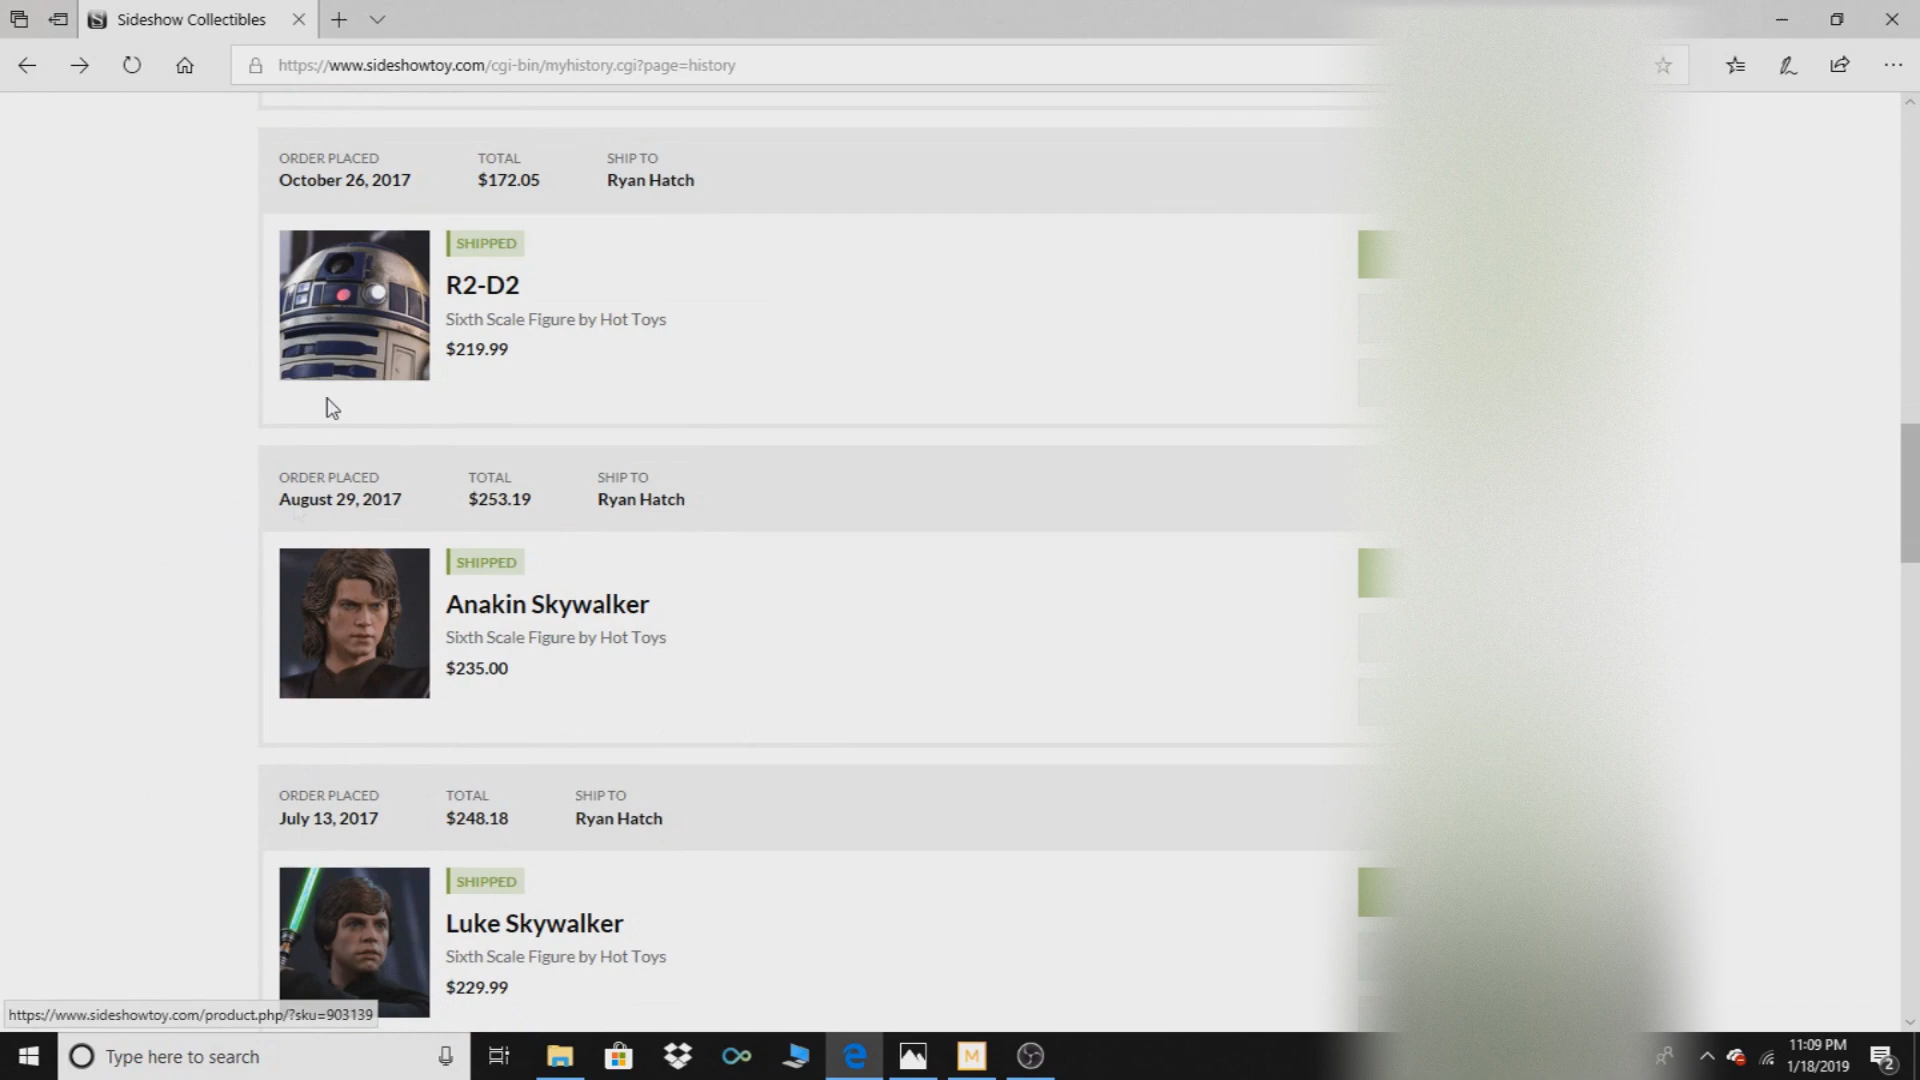 Sideshow Collectibles
https://www.sideshowtoy.com/cgi-bin/myhistory.cgi?page=history
ORDER PLACED TOTAL SHIP TO
October 26, 2017 $172.05 Ryan Hatch
SHIPPED
R2-D2
Sixth Scale Figure by Hot Toys
$219.99
ORDER PLACED TOTAL SHIP TO
August 29, 2017 $253.19 Ryan Hatch
SHIPPED
Anakin Skywalker
Sixth Scale Figure by Hot Toys
$235.00
ORDER PLACED TOTAL SHIP TO
July 13, 2017 $248.18 Ryan Hatch
SHIPPED
Luke Skywalker
Sixth Scale Figure by Hot Toys
$229.99
https://www.sideshowtoy.com/product.php/?sku=903139
Type here to search
M
11:09 PM
1/18/2019
2